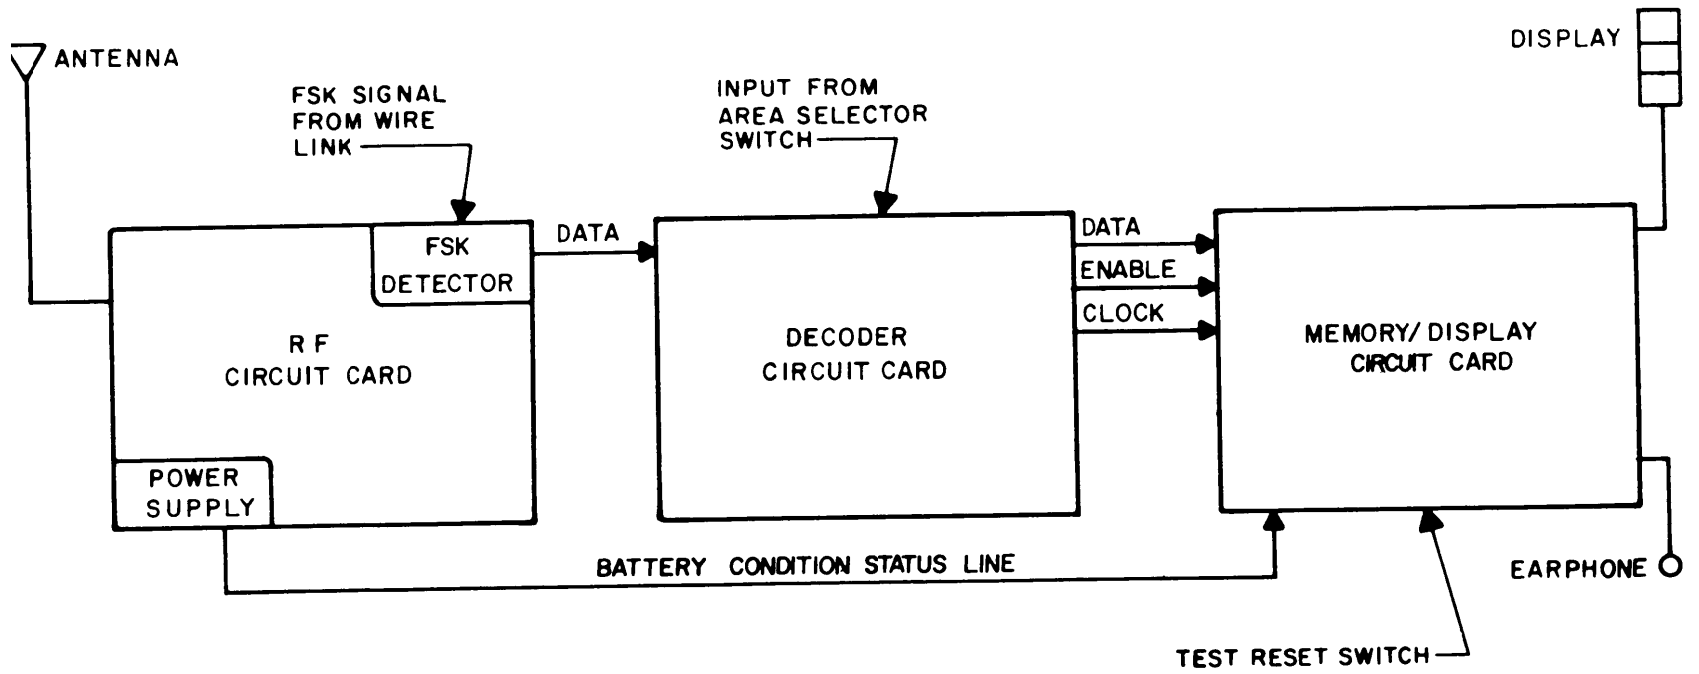 ANTENNA
FSK SIGNAL
FROM WIRE
LINK
INPUT FROM
AREA SELECTOR
SWITCH
DISPLAY
FSK
DETECTOR
DATA
DATA
ENABLE
CLOCK
RF
CIRCUIT CARD
DECODER
CIRCUIT CARD
MEMORY/DISPLAY
CIRCUIT CARD
POWER
SUPPLY
BATTERY CONDITION STATUS LINE
EARPHONE
TEST RESET SWITCH